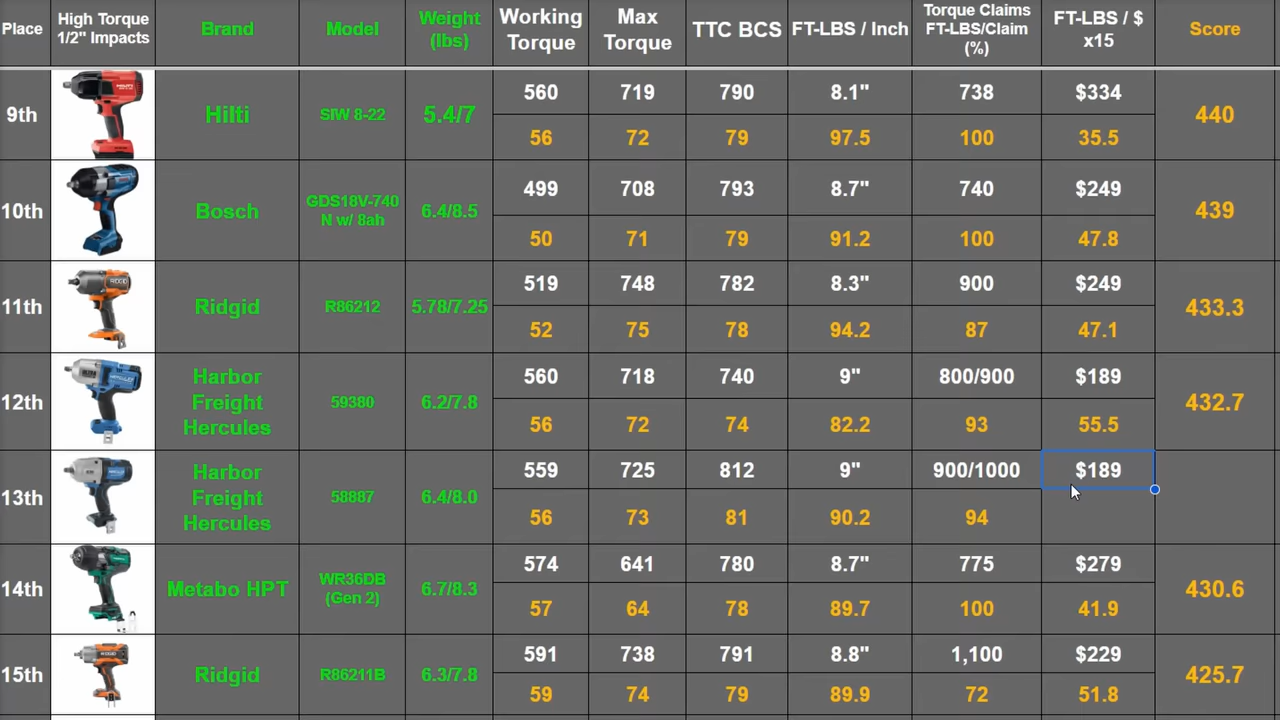 Place
High Torque
1/2" Impacts
Brand
Model
Weight
(lbs)
Working
Torque
Max
Torque
TTC BCS
FT-LBS / Inch
Torque Claims
FT-LBS/Claim
(%)
FT-LBS / $
x15
Score
9th
Hilti
SIW 8-22
5.4/7
560
719
790
8.1"
738
$334
56
72
79
97.5
100
35.5
440
10th
Bosch
GDS18V-740
N w/ 8ah
6.4/8.5
499
708
793
8.7"
740
$249
50
71
79
91.2
100
47.8
439
11th
Ridgid
R86212
5.78/7.25
519
748
782
8.3"
900
$249
52
75
78
94.2
87
47.1
433.3
12th
Harbor
Freight
Hercules
59380
6.2/7.8
560
718
740
9"
800/900
$189
56
72
74
82.2
93
55.5
432.7
13th
Harbor
Freight
Hercules
58887
6.4/8.0
559
725
812
9"
900/1000
$189
56
73
81
90.2
94
14th
Metabo HPT
WR36DB
(Gen 2)
6.7/8.3
574
641
780
8.7"
775
$279
57
64
78
89.7
100
41.9
430.6
15th
Ridgid
R86211B
6.3/7.8
591
738
791
8.8"
1,100
$229
59
74
79
89.9
72
51.8
425.7